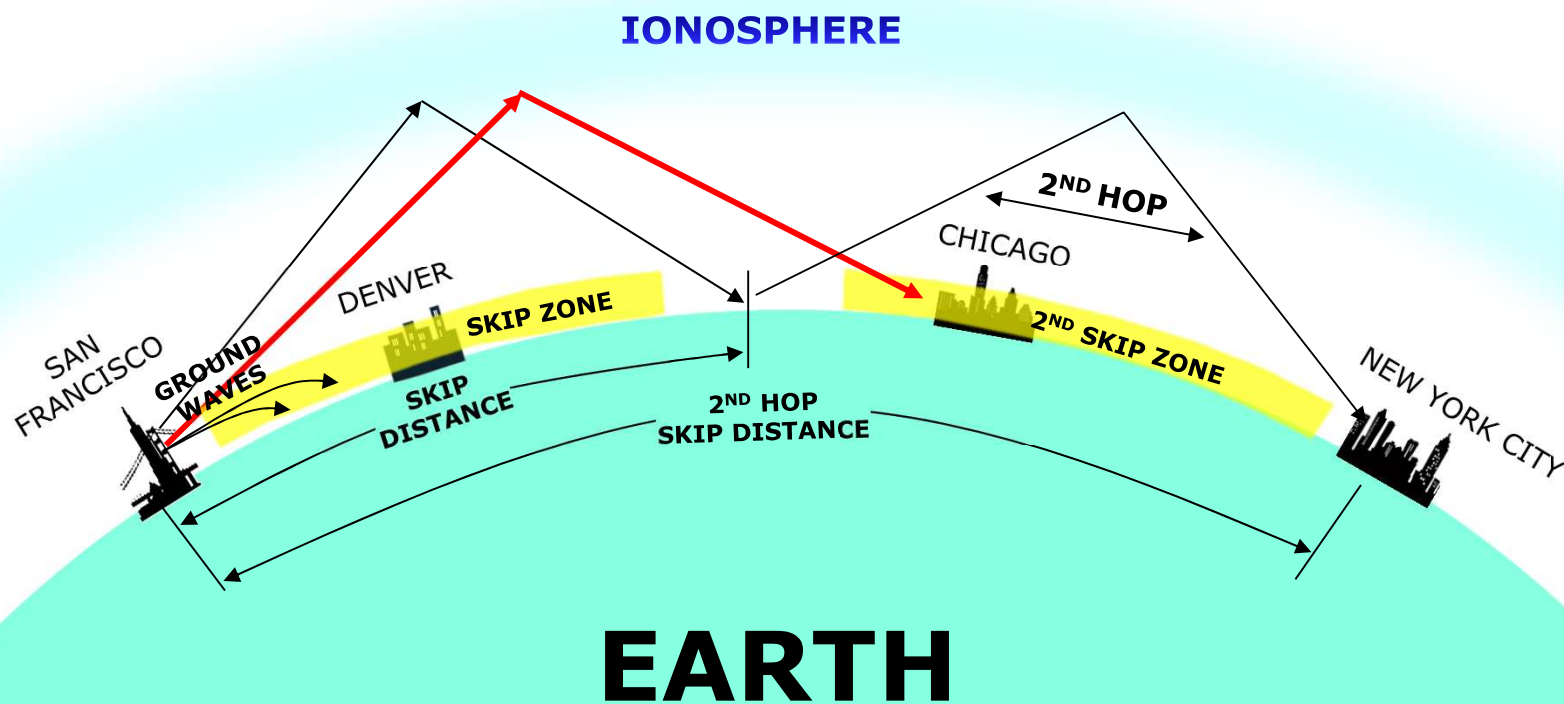 IONOSPHERE
2ND HOP
CHICAGO
DENVER
SKIP ZONE
SAN
FRANCISCO
GROUND
WAVES
2ND SKIP ZONE
NEW YORK CITY
SKIP
DISTANCE
2ND HOP
SKIP DISTANCE
EARTH